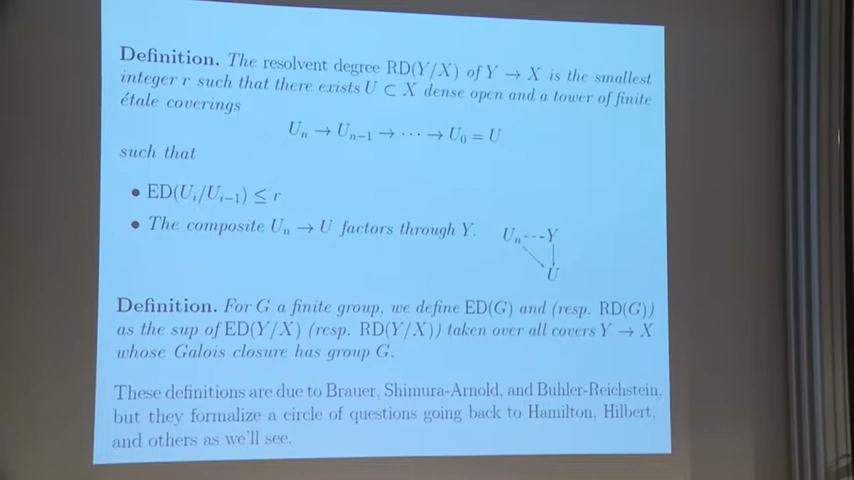 Definition. The resolvent degree RD(Y/X) of Y → X is the smallest
integer r such that there exists U ⊂ X dense open and a tower of finite
étale coverings
Uₙ → Uₙ₋₁ → ··· → U₀ = U
such that
• ED(Uᵢ/Uᵢ₋₁) ≤ r
• The composite Uₙ → U factors through Y.
Uₙ---Y
U
Definition. For G a finite group, we define ED(G) and (resp. RD(G))
as the sup of ED(Y/X) (resp. RD(Y/X)) taken over all covers Y → X
whose Galois closure has group G.
These definitions are due to Brauer, Shimura-Arnold, and Buhler-Reichstein,
but they formalize a circle of questions going back to Hamilton, Hilbert,
and others as we'll see.